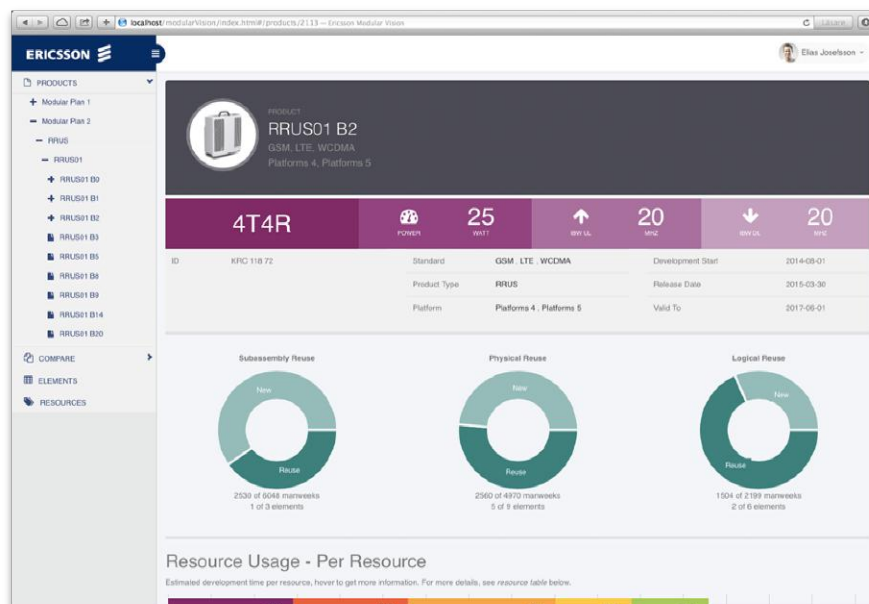 localhost/modularVision/index.html#/products/2113 — Ericsson Modular Vision
ERICSSON
Elias Josefsson
PRODUCTS
Modular Plan 1
Modular Plan 2
RRUS
RRUS01
RRUS01 B0
RRUS01 B1
RRUS01 B2
RRUS01 B3
RRUS01 B5
RRUS01 B8
RRUS01 B9
RRUS01 B14
RRUS01 B20
COMPARE
ELEMENTS
RESOURCES
PRODUCT
RRUS01 B2
GSM, LTE, WCDMA
Platforms 4, Platforms 5
4T4R
POWER
25
WATT
IBW UL
20
MHZ
IBW DL
20
MHZ
ID KRC 118 72
Standard GSM , LTE , WCDMA
Development Start 2014-08-01
Product Type RRUS
Release Date 2015-03-30
Platform Platforms 4 , Platforms 5
Valid To 2017-06-01
Subassembly Reuse
New
Reuse
2530 of 6048 manweeks
1 of 3 elements
Physical Reuse
New
Reuse
2560 of 4970 manweeks
5 of 9 elements
Logical Reuse
New
Reuse
1504 of 2199 manweeks
2 of 6 elements
Resource Usage - Per Resource
Estimated development time per resource, hover to get more information. For more details, see resource table below.